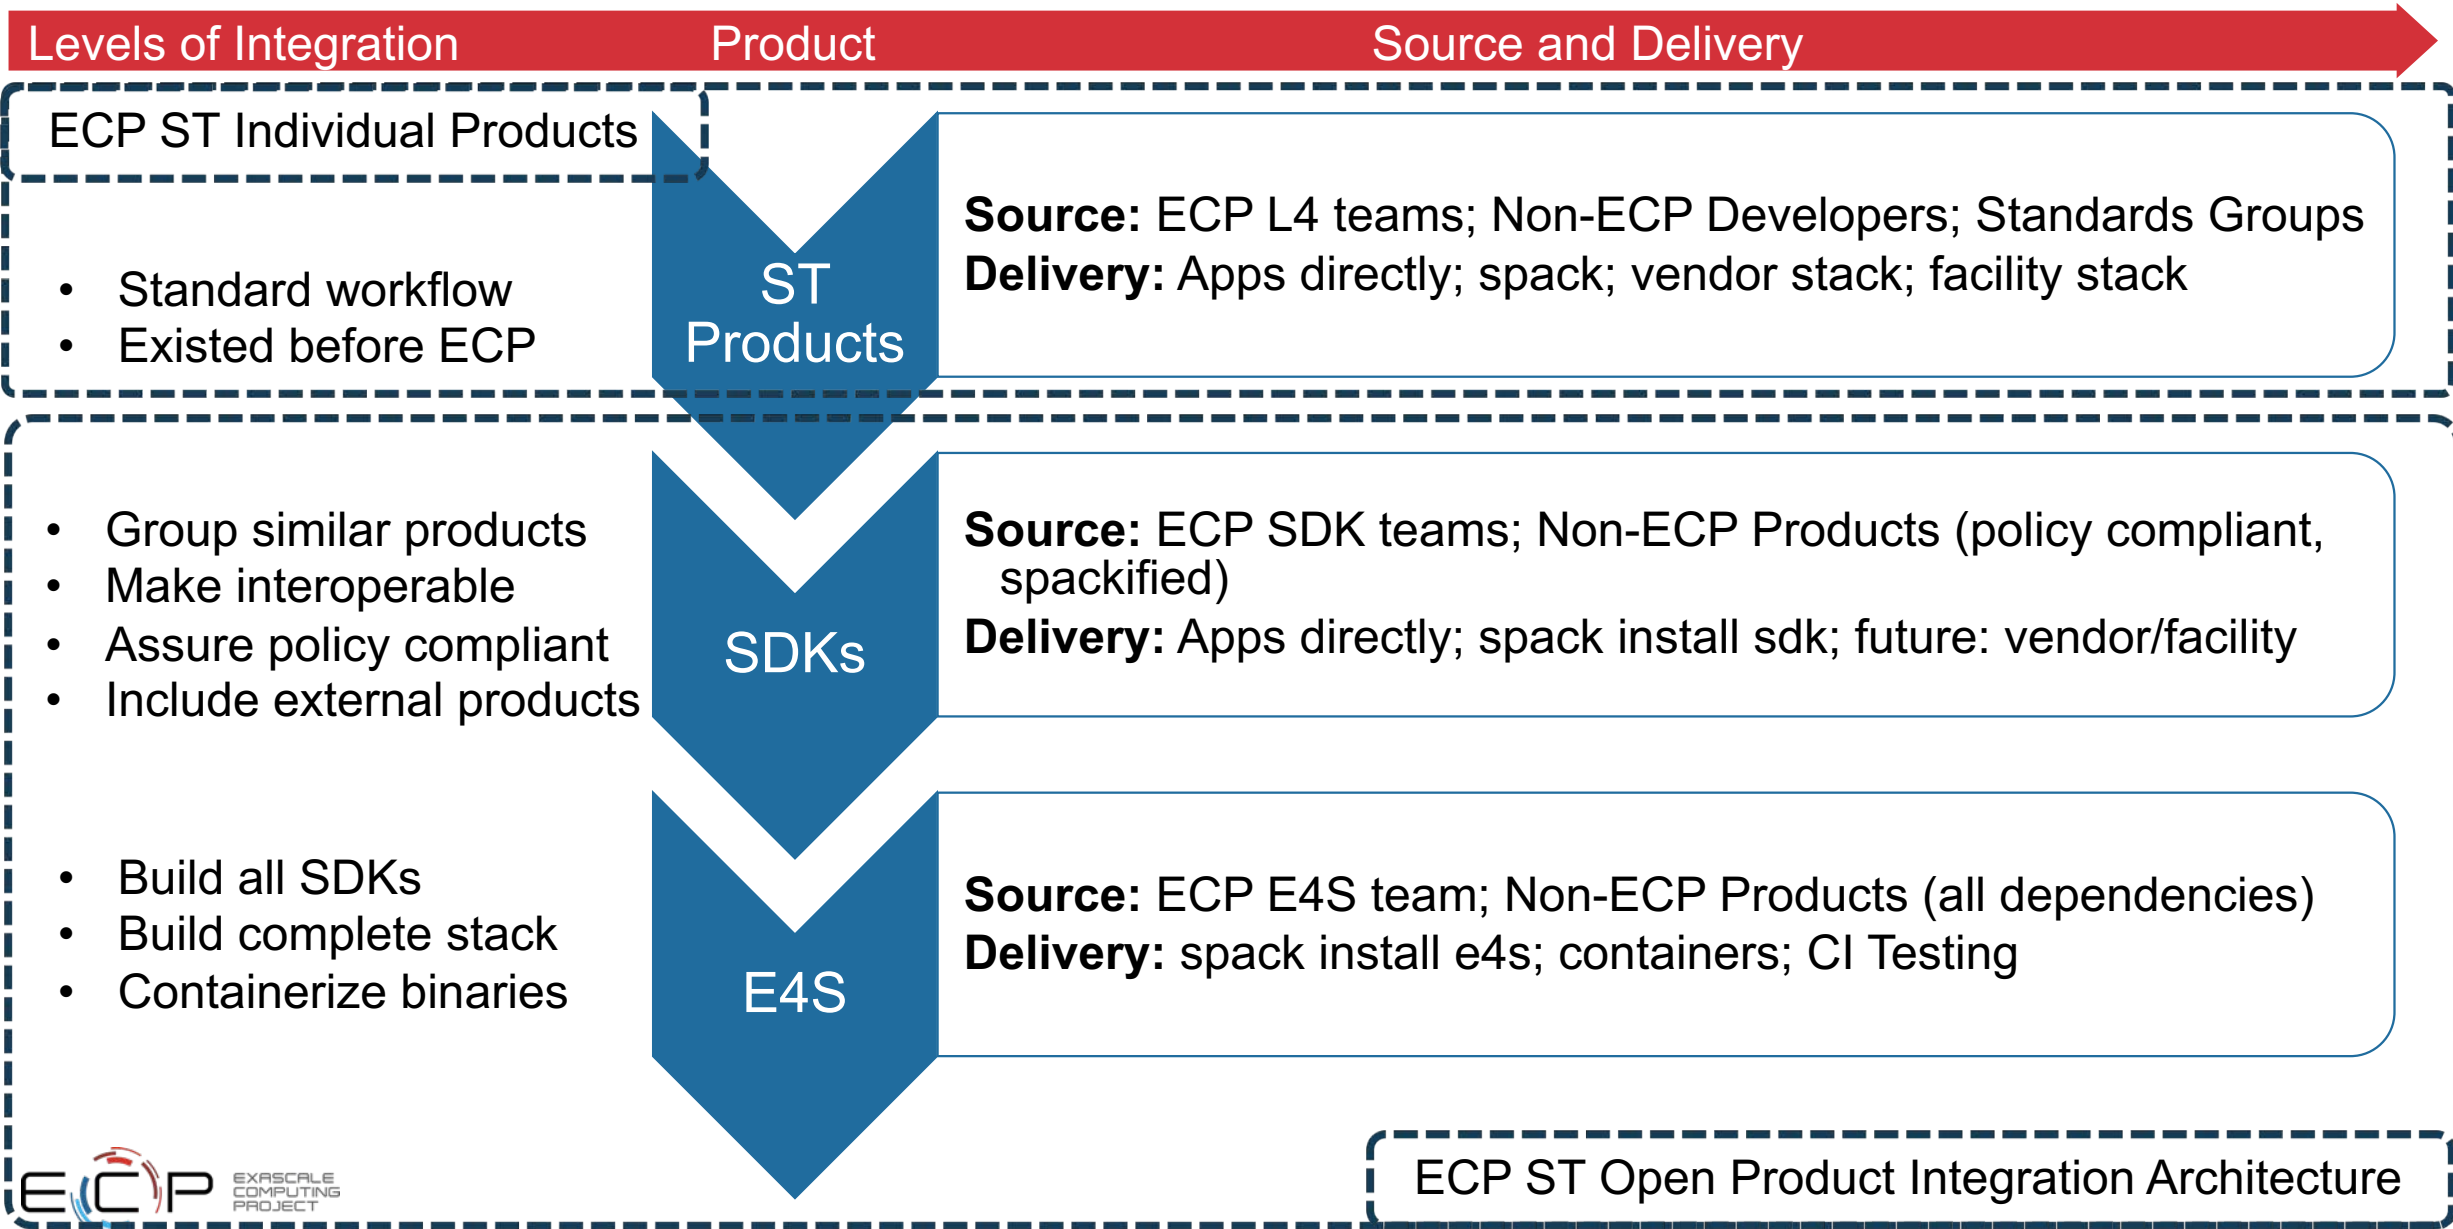 Levels of Integration Product Source and Delivery
ECP ST Individual Products
• Standard workflow
• Existed before ECP
ST
Products
Source: ECP L4 teams; Non-ECP Developers; Standards Groups
Delivery: Apps directly; spack; vendor stack; facility stack
• Group similar products
• Make interoperable
• Assure policy compliant
• Include external products
SDKs
Source: ECP SDK teams; Non-ECP Products (policy compliant,
spackified)
Delivery: Apps directly; spack install sdk; future: vendor/facility
• Build all SDKs
• Build complete stack
• Containerize binaries
E4S
Source: ECP E4S team; Non-ECP Products (all dependencies)
Delivery: spack install e4s; containers; CI Testing
ECP
EXASCALE
COMPUTING
PROJECT
ECP ST Open Product Integration Architecture